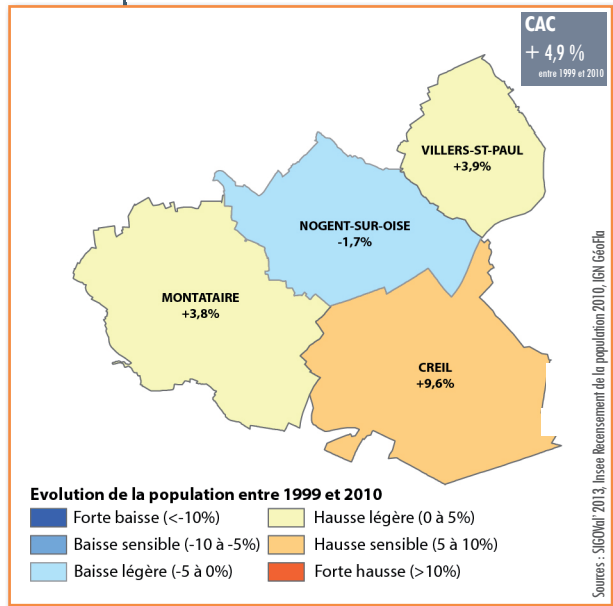 CAC
+ 4,9 %
entre 1999 et 2010
VILLERS-ST-PAUL
+3,9%
NOGENT-SUR-OISE
-1,7%
MONTATAIRE
+3,8%
CREIL
+9,6%
Evolution de la population entre 1999 et 2010
Forte baisse (<-10%)
Baisse sensible (-10 à -5%)
Baisse légère (-5 à 0%)
Hausse légère (0 à 5%)
Hausse sensible (5 à 10%)
Forte hausse (>10%)
Sources : SIGOVal' 2013, Insee Recensement de la population 2010, IGN GéoFla